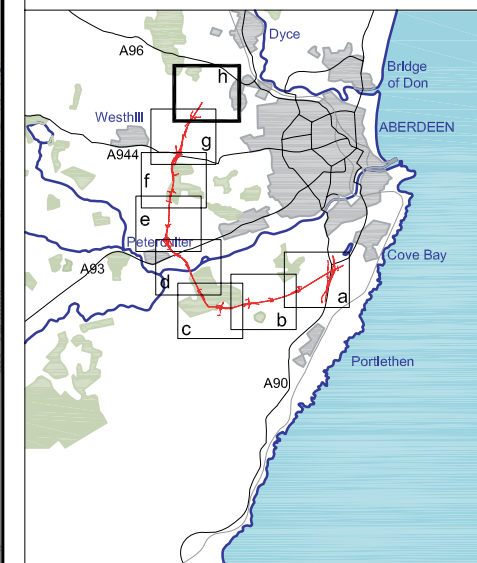 Dyce
A96
Bridge
of Don
h
Westhill
ABERDEEN
g
A944
f
e
Peterculter
Cove Bay
A93
d
a
b
c
Portlethen
A90